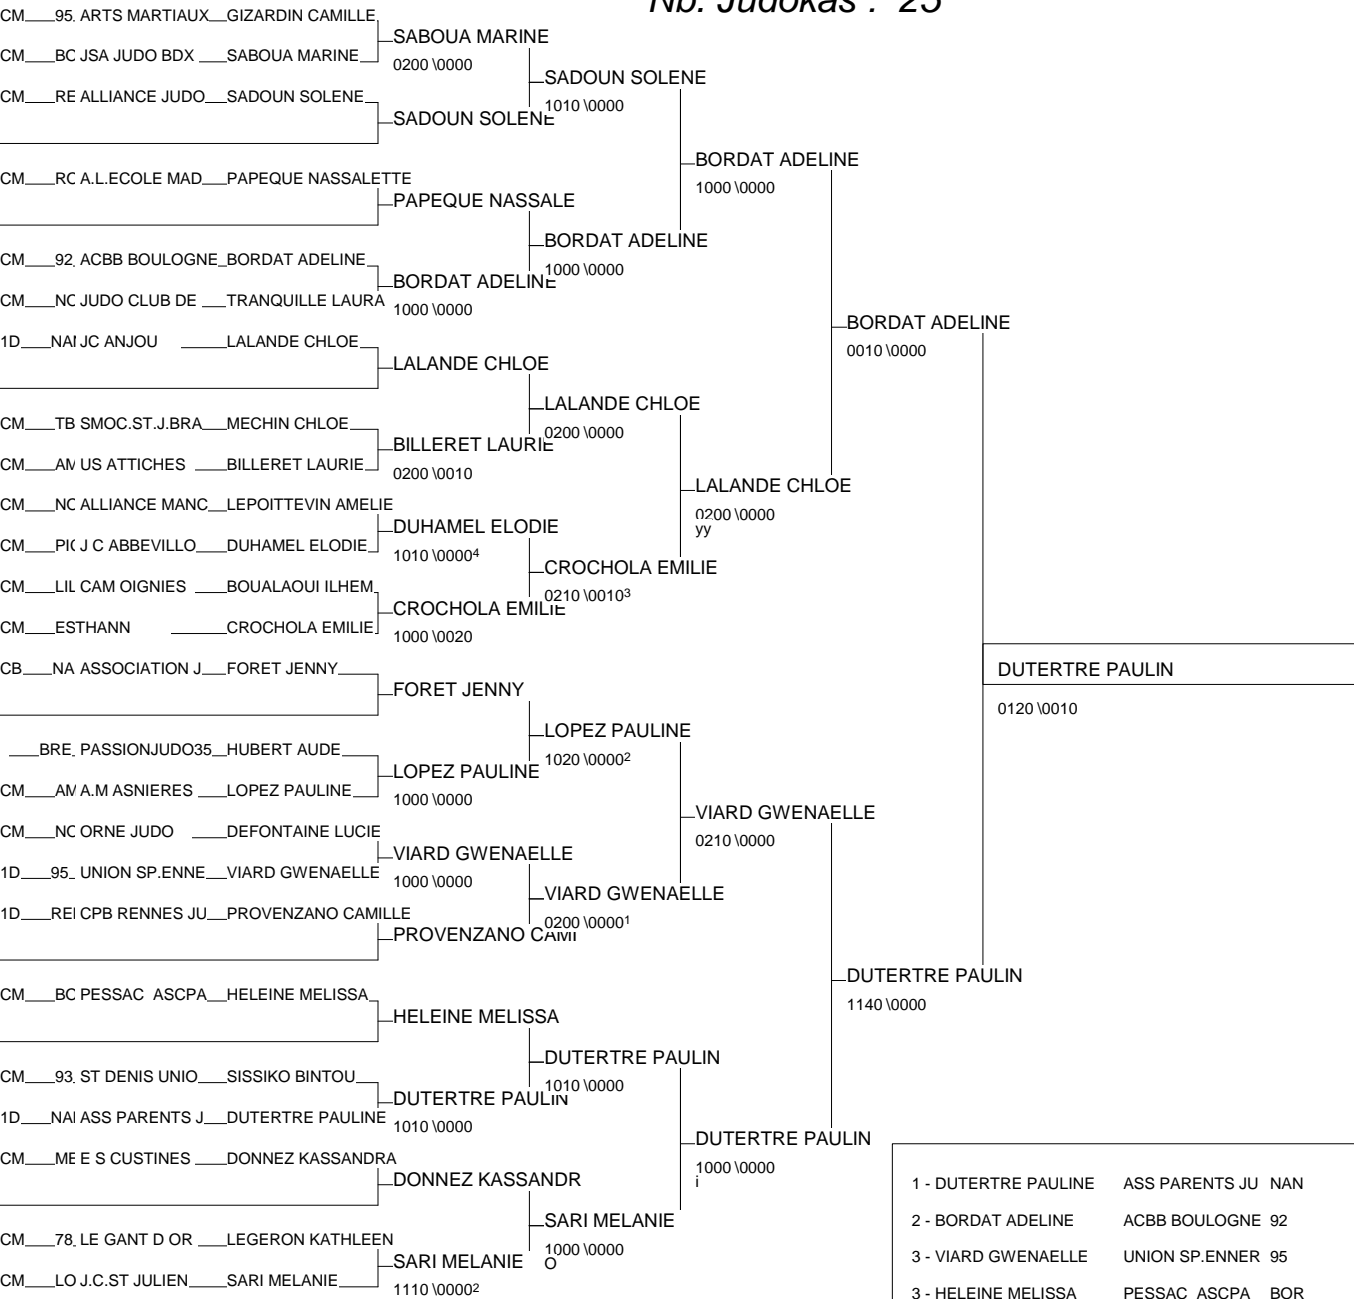 Nb. Judokas : 25
CM 95 ARTS MARTIAUX GIZARDIN CAMILLE
SABOUA MARINE
CM BO JSA JUDO BDX SABOUA MARINE
0200 \0000
SADOUN SOLENE
CM RE ALLIANCE JUDO SADOUN SOLENE
1010 \0000
SADOUN SOLENE
BORDAT ADELINE
CM RO A.L.ECOLE MAD PAPEQUE NASSALETTE
1000 \0000
PAPEQUE NASSALE
BORDAT ADELINE
CM 92 ACBB BOULOGNE BORDAT ADELINE
1000 \0000
BORDAT ADELINE
CM NO JUDO CLUB DE TRANQUILLE LAURA
1000 \0000
BORDAT ADELINE
1D NAN JC ANJOU LALANDE CHLOE
0010 \0000
LALANDE CHLOE
LALANDE CHLOE
CM TB SMOC.ST.J.BRA MECHIN CHLOE
0200 \0000
BILLERET LAURIE
CM AM US ATTICHES BILLERET LAURIE
0200 \0010
LALANDE CHLOE
CM NO ALLIANCE MANC LEPOITTEVIN AMELIE
0200 \0000
yy
DUHAMEL ELODIE
CM PIC J C ABBEVILLO DUHAMEL ELODIE
1010 \0000⁴
CROCHOLA EMILIE
CM LIL CAM OIGNIES BOUALAOUI ILHEM
0210 \0010³
CROCHOLA EMILIE
CM ESTHANN CROCHOLA EMILIE
1000 \0020
CB NA ASSOCIATION J FORET JENNY
DUTERTRE PAULIN
FORET JENNY
0120 \0010
LOPEZ PAULINE
BRE PASSIONJUDO35 HUBERT AUDE
1020 \0000²
LOPEZ PAULINE
CM AM A.M ASNIERES LOPEZ PAULINE
1000 \0000
VIARD GWENAELLE
CM NO ORNE JUDO DEFONTAINE LUCIE
0210 \0000
VIARD GWENAELLE
1D 95 UNION SP.ENNE VIARD GWENAELLE
1000 \0000
VIARD GWENAELLE
1D REN CPB RENNES JU PROVENZANO CAMILLE
0200 \0000¹
PROVENZANO CAMI
DUTERTRE PAULIN
CM BO PESSAC ASCPA HELEINE MELISSA
1140 \0000
HELEINE MELISSA
DUTERTRE PAULIN
CM 93 ST DENIS UNIO SISSIKO BINTOU
1010 \0000
DUTERTRE PAULIN
1D NAN ASS PARENTS J DUTERTRE PAULINE
1010 \0000
DUTERTRE PAULIN
CM ME E S CUSTINES DONNEZ KASSANDRA
1000 \0000
i
DONNEZ KASSANDR
1 - DUTERTRE PAULINE ASS PARENTS JU NAN
SARI MELANIE
2 - BORDAT ADELINE ACBB BOULOGNE 92
CM 78 LE GANT D OR LEGERON KATHLEEN
1000 \0000
O
SARI MELANIE
3 - VIARD GWENAELLE UNION SP.ENNER 95
CM LO J.C.ST JULIEN SARI MELANIE
1110 \0000²
3 - HELEINE MELISSA PESSAC ASCPA BOR